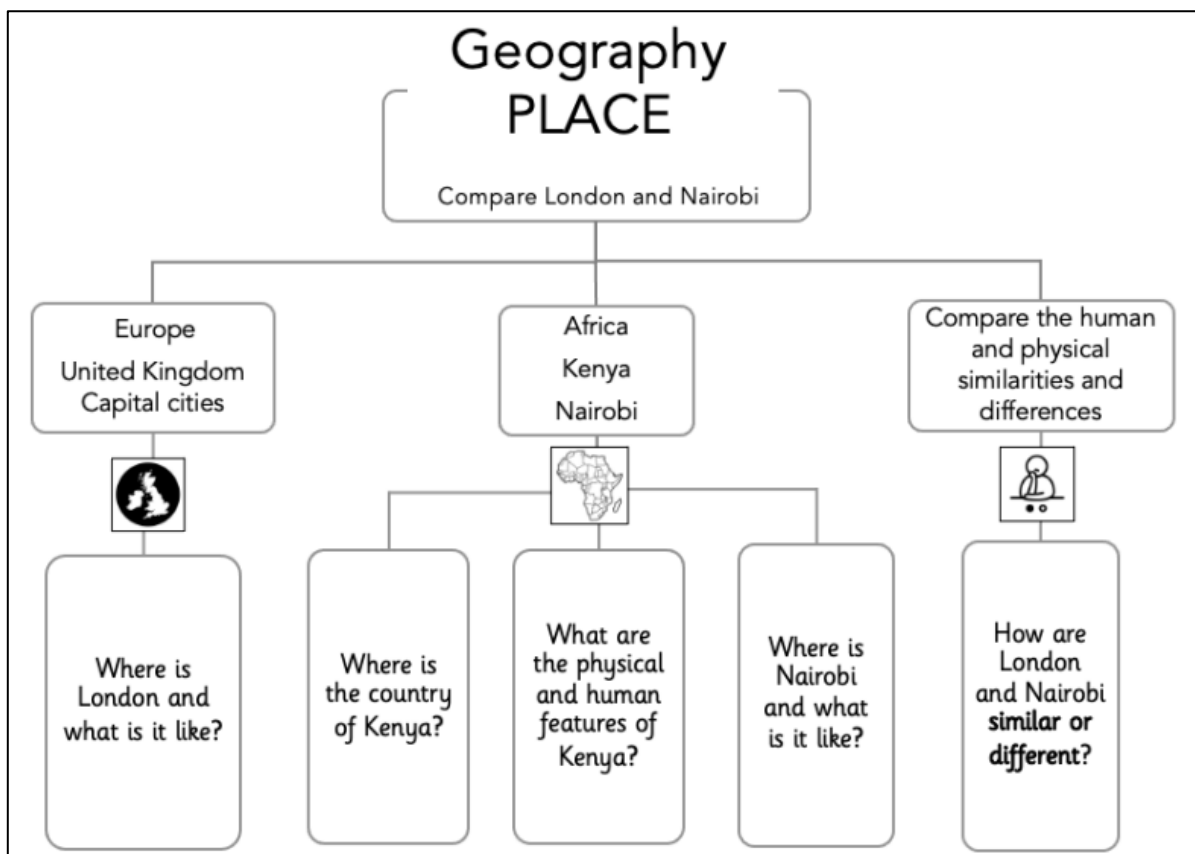 Geography
PLACE
Compare London and Nairobi
Europe
United Kingdom
Capital cities
Africa
Kenya
Nairobi
Compare the human
and physical
similarities and
differences
Where is
London and
what is it like?
Where is
the country
of Kenya?
What are
the physical
and human
features of
Kenya?
Where is
Nairobi
and what
is it like?
How are
London
and Nairobi
similar or
different?